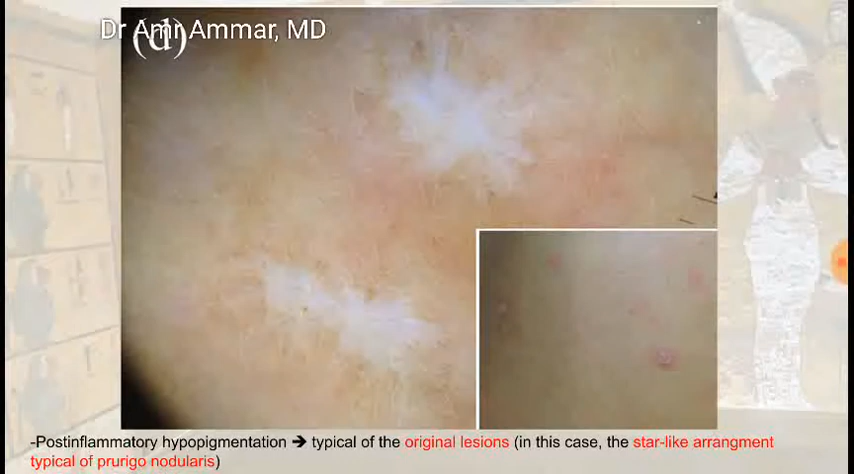 Dr Amr Ammar, MD
(d)
-Postinflammatory hypopigmentation ➔ typical of the original lesions (in this case, the star-like arrangment
typical of prurigo nodularis)